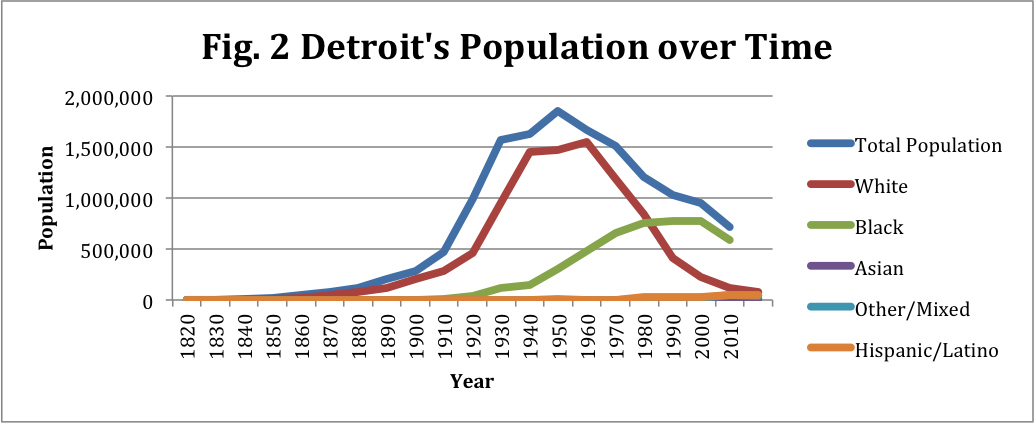 Fig. 2 Detroit's Population over Time
2,000,000
1,500,000
1,000,000
500,000
0
Population
1820
1830
1840
1850
1860
1870
1880
1890
1900
1910
1920
1930
1940
1950
1960
1970
1980
1990
2000
2010
Year
Total Population
White
Black
Asian
Other/Mixed
Hispanic/Latino